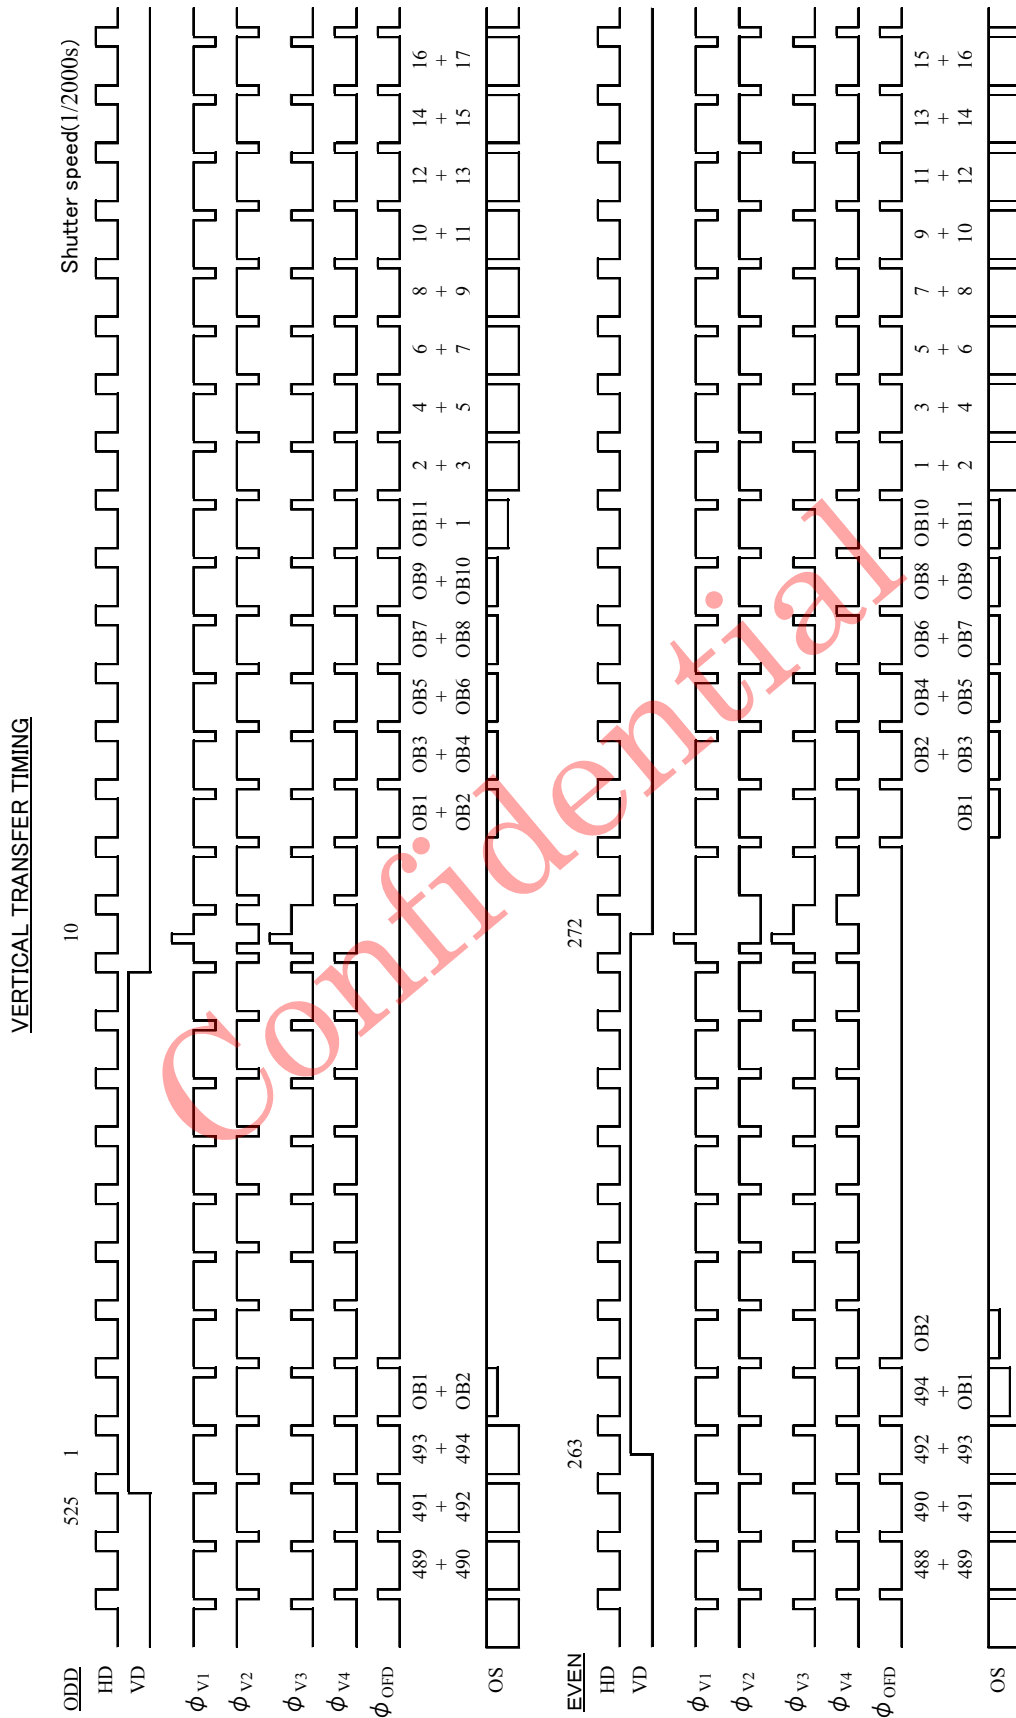 VERTICAL TRANSFER TIMING
Shutter speed(1/2000s)
ODD
525 1 10
HD
VD
ϕV1
ϕV2
ϕV3
ϕV4
ϕOFD
489 491 493 OB1 OB1 OB3 OB5 OB7 OB9 OB11 2 4 6 8 10 12 14 16
+ + + + + + + + + + + + + + + + + +
490 492 494 OB2 OB2 OB4 OB6 OB8 OB10 1 3 5 7 9 11 13 15 17
OS
EVEN
263 272
HD
VD
ϕV1
ϕV2
ϕV3
ϕV4
ϕOFD
488 490 492 494 OB2 OB2 OB4 OB6 OB8 OB10 1 3 5 7 9 11 13 15
+ + + + + + + + + + + + + + + + +
489 491 493 OB1 OB1 OB3 OB5 OB7 OB9 OB11 2 4 6 8 10 12 14 16
OS
Confidential